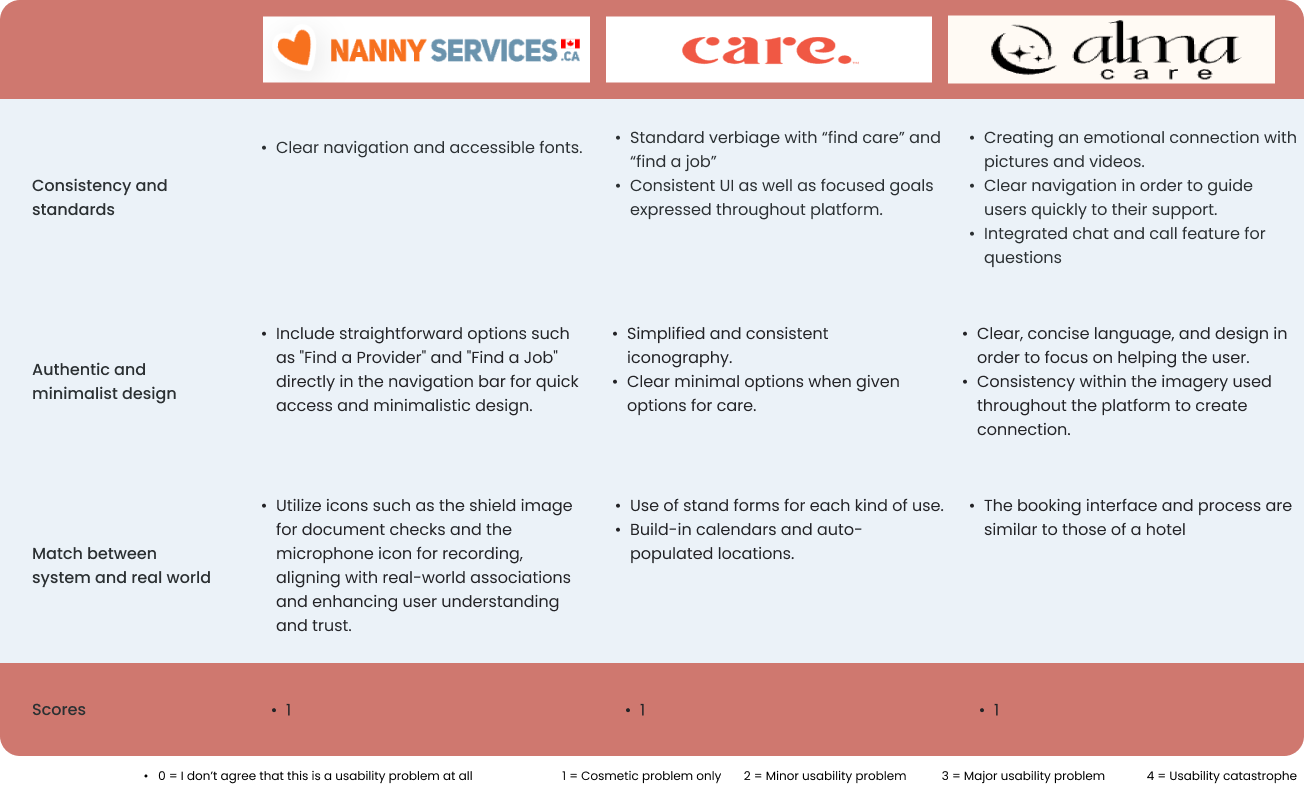 NANNY SERVICES .CA
care.
alma
care
Consistency and
standards
• Clear navigation and accessible fonts.
• Standard verbiage with “find care” and
“find a job”
• Consistent UI as well as focused goals
expressed throughout platform.
• Creating an emotional connection with
pictures and videos.
• Clear navigation in order to guide
users quickly to their support.
• Integrated chat and call feature for
questions
Authentic and
minimalist design
• Include straightforward options such
as "Find a Provider" and "Find a Job"
directly in the navigation bar for quick
access and minimalistic design.
• Simplified and consistent
iconography.
• Clear minimal options when given
options for care.
• Clear, concise language, and design in
order to focus on helping the user.
• Consistency within the imagery used
throughout the platform to create
connection.
Match between
system and real world
• Utilize icons such as the shield image
for document checks and the
microphone icon for recording,
aligning with real-world associations
and enhancing user understanding
and trust.
• Use of stand forms for each kind of use.
• Build-in calendars and auto-
populated locations.
• The booking interface and process are
similar to those of a hotel
Scores
• 1
• 1
• 1
• 0 = I don’t agree that this is a usability problem at all
1 = Cosmetic problem only
2 = Minor usability problem
3 = Major usability problem
4 = Usability catastrophe